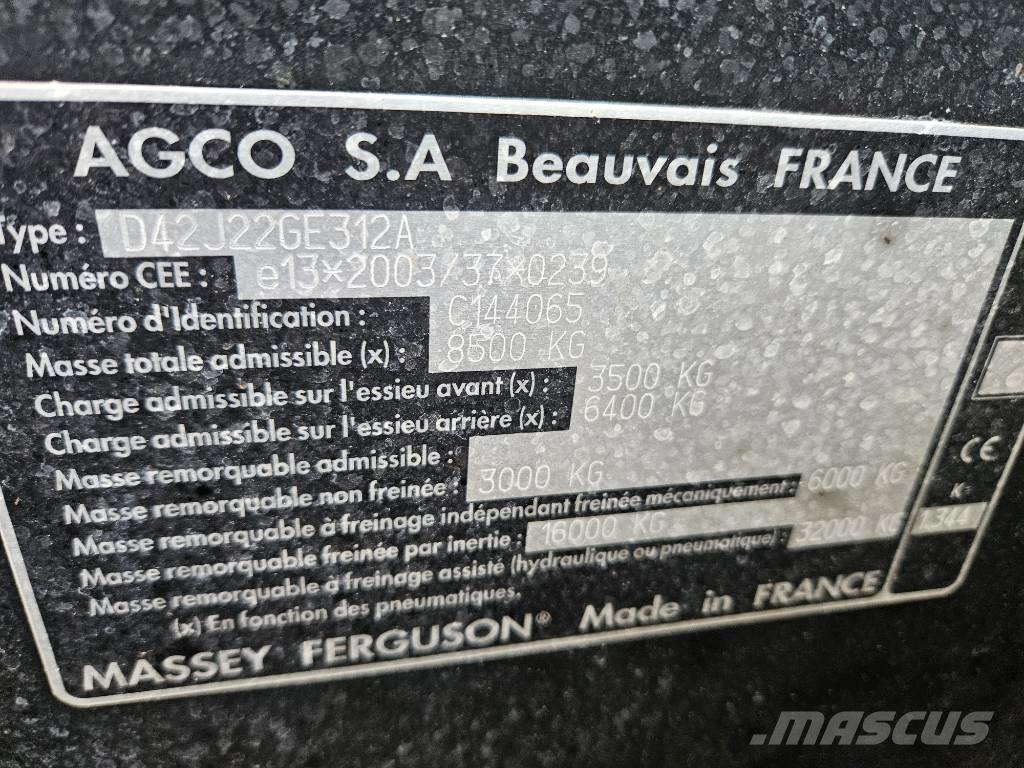 AGCO S.A Beauvais FRANCE
Type : D42J22GE312A
Numéro CEE : e13*2003/37*0239
Numéro d'Identification : C144065
Masse totale admissible (x) : 8500 KG
Charge admissible sur l'essieu avant (x) : 3500 KG
Charge admissible sur l'essieu arrière (x) : 6400 KG
Masse remorquable admissible :
Masse remorquable non freinée : 3000 KG
Masse remorquable à freinage indépendant freinée mécaniquement : 6000 KG
Masse remorquable freinée par inertie : 16000 KG
Masse remorquable à freinage assisté (hydraulique ou pneumatique) : 32000 KG
(x) En fonction des pneumatiques.
MASSEY FERGUSON® Made in FRANCE
CE
K
1.344
MASCUS